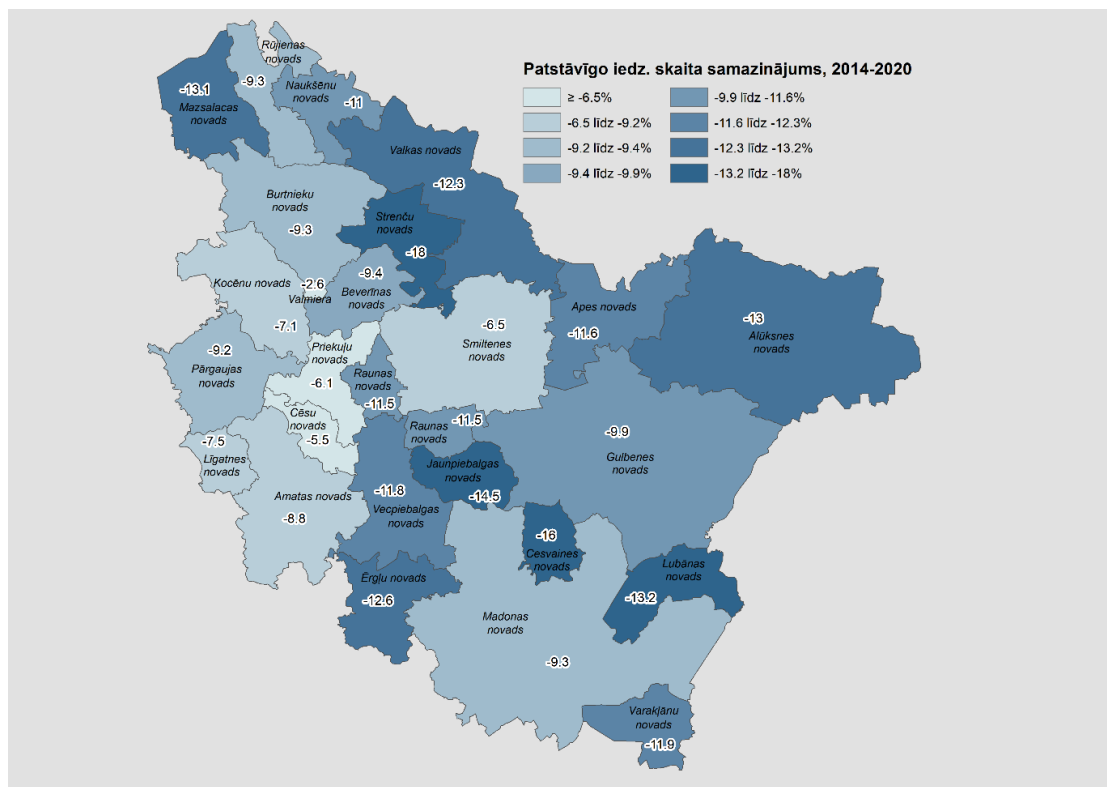 Patstāvīgo iedz. skaita samazinājums, 2014-2020
≥ -6.5%
-6.5 līdz -9.2%
-9.2 līdz -9.4%
-9.4 līdz -9.9%
-9.9 līdz -11.6%
-11.6 līdz -12.3%
-12.3 līdz -13.2%
-13.2 līdz -18%
Rūjienas
novads
-9.3
-13.1
Mazsalacas
novads
Naukšēnu
novads
-11
Valkas novads
-12.3
Burtnieku
novads
-9.3
Strenču
novads
-18
Kocēnu novads
-7.1
-2.6
Valmiera
-9.4
Beverīnas
novads
-6.5
Smiltenes
novads
Apes novads
-11.6
-13
Alūksnes
novads
-9.2
Pārgaujas
novads
Priekuļu
novads
-6.1
Raunas
novads
-11.5
Cēsu
novads
-5.5
-11.5
Raunas
novads
-7.5
Līgatnes
novads
Jaunpiebalgas
novads
-14.5
-9.9
Gulbenes
novads
Amatas novads
-8.8
-11.8
Vecpiebalgas
novads
-16
Cesvaines
novads
Lubānas
novads
-13.2
Ērgļu novads
-12.6
Madonas
novads
-9.3
Varakļānu
novads
-11.9